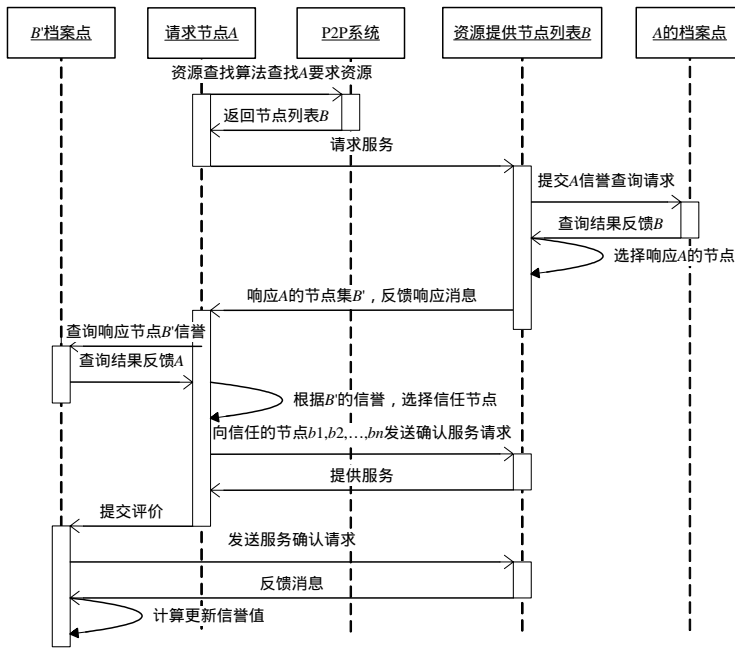 B'档案点
请求节点A
P2P系统
资源提供节点列表B
A的档案点
资源查找算法查找A要求资源
返回节点列表B
请求服务
提交A信誉查询请求
查询结果反馈B
选择响应A的节点
响应A的节点集B'，反馈响应消息
查询响应节点B'信誉
查询结果反馈A
根据B'的信誉，选择信任节点
向信任的节点b1,b2,…,bn发送确认服务请求
提供服务
提交评价
发送服务确认请求
反馈消息
计算更新信誉值